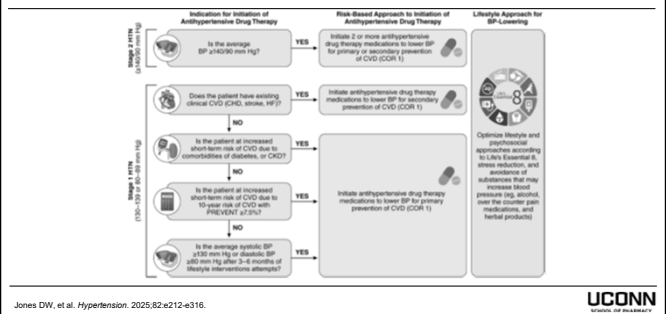 Indication for Initiation of
Antihypertensive Drug Therapy
Risk-Based Approach to Initiation of
Antihypertensive Drug Therapy
Lifestyle Approach for
BP-Lowering
Stage 2 HTN
(≥140/90 mm Hg)
Is the average
BP ≥140/90 mm Hg?
YES
Initiate 2 or more antihypertensive
drug therapy medications to lower BP
for primary or secondary prevention
of CVD (COR 1)
Stage 1 HTN
(130–139 or 80–89 mm Hg)
Does the patient have existing
clinical CVD (CHD, stroke, HF)?
YES
Initiate antihypertensive drug therapy
medications to lower BP for secondary
prevention of CVD (COR 1)
NO
Is the patient at increased
short-term risk of CVD due to
comorbidities of diabetes, or CKD?
YES
NO
Is the patient at increased
short-term risk of CVD due to
10-year risk of CVD with
PREVENT ≥7.5%?
YES
Initiate antihypertensive drug therapy
medications to lower BP for primary
prevention of CVD (COR 1)
NO
Is the average systolic BP
≥130 mm Hg or diastolic BP
≥80 mm Hg after 3–6 months of
lifestyle interventions attempts?
YES
8
Optimize lifestyle and
psychosocial
approaches according
to Life's Essential 8,
stress reduction, and
avoidance of
substances that may
increase blood
pressure (eg, alcohol,
over the counter pain
medications, and
herbal products)
Jones DW, et al. Hypertension. 2025;82:e212-e316.
UCONN
SCHOOL OF PHARMACY